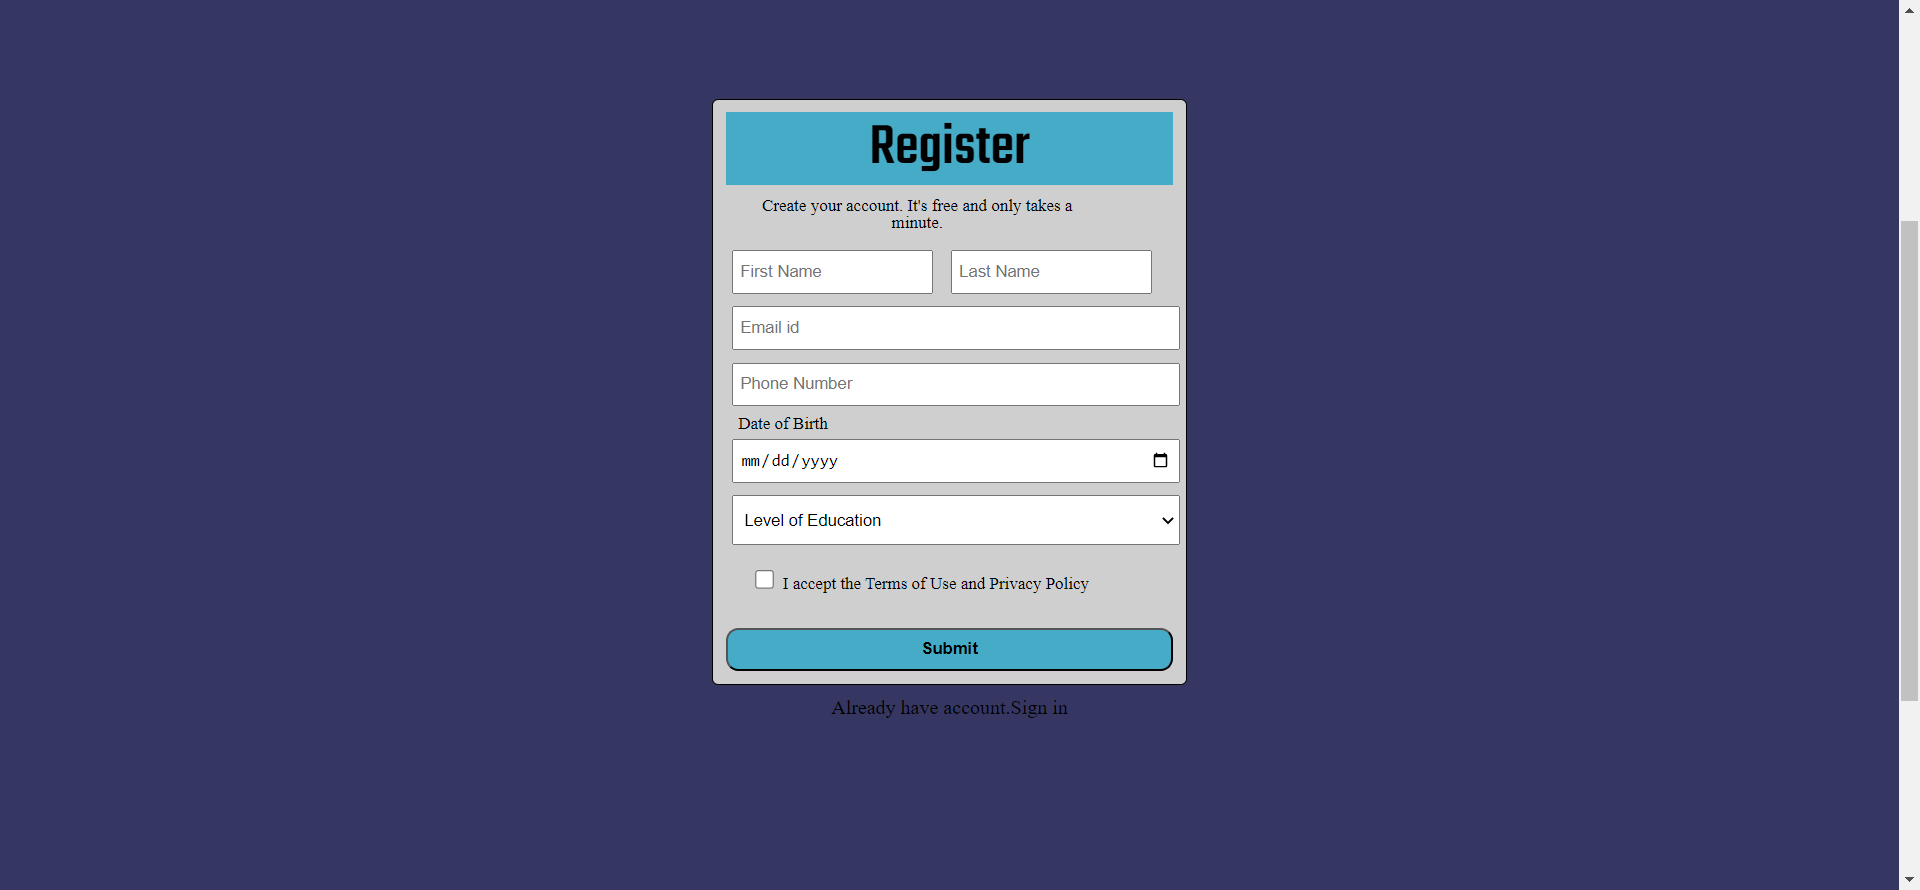 Register
Create your account. It's free and only takes a
minute.
First Name Last Name
Email id
Phone Number
Date of Birth
mm/dd/yyyy
Level of Education
I accept the Terms of Use and Privacy Policy
Submit
Already have account.Sign in